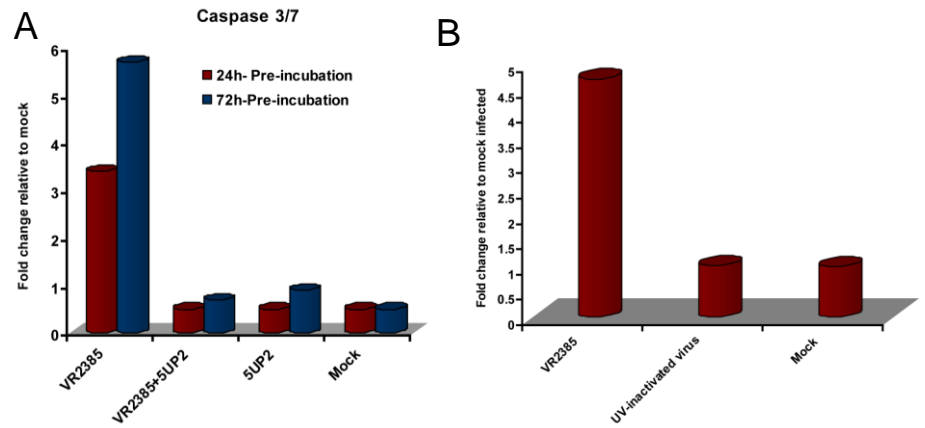 A
Caspase 3/7
Fold change relative to mock
6
5
4
3
2
1
0
24h- Pre-incubation
72h-Pre-incubation
VR2385
VR2385+5UP2
5UP2
Mock
B
Fold change relative to mock infected
5
4.5
4
3.5
3
2.5
2
1.5
1
0.5
0
VR2385
UV-inactivated virus
Mock